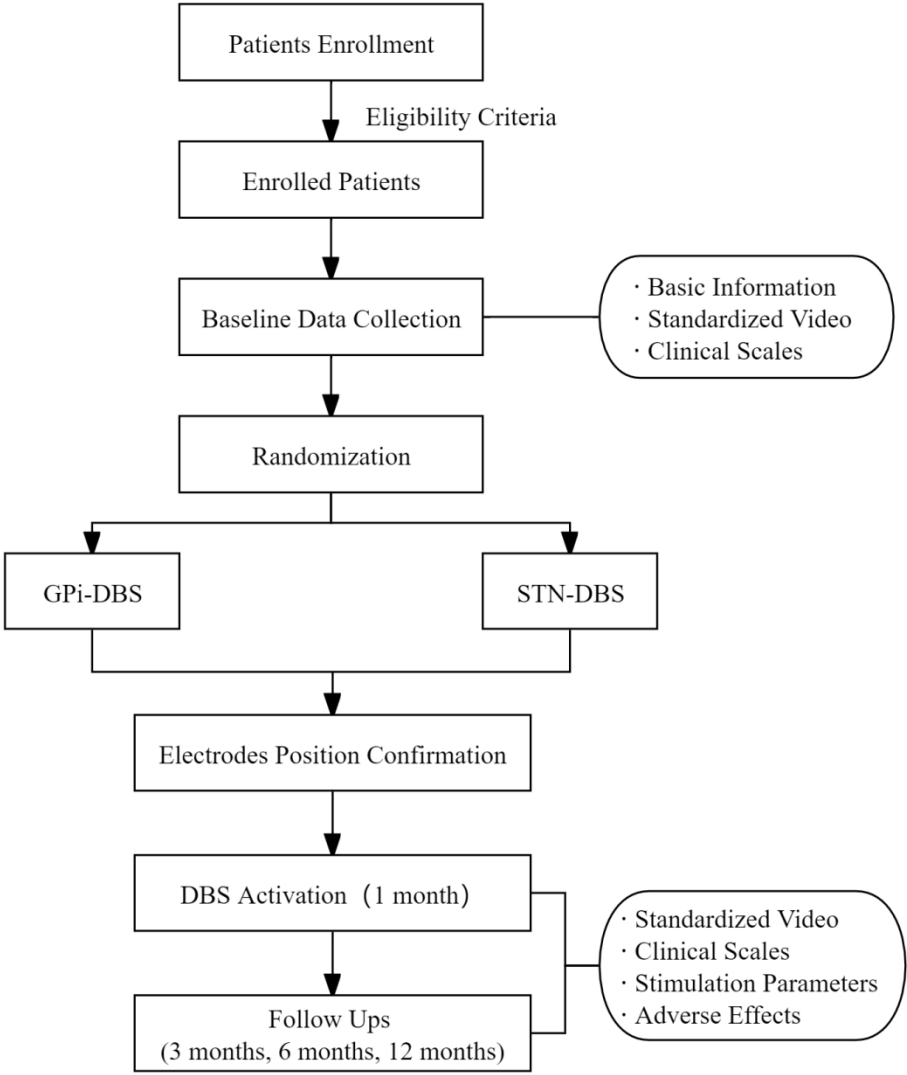 Patients Enrollment
Eligibility Criteria
Enrolled Patients
Baseline Data Collection
· Basic Information
· Standardized Video
· Clinical Scales
Randomization
GPi-DBS
STN-DBS
Electrodes Position Confirmation
DBS Activation（1 month）
Follow Ups
(3 months, 6 months, 12 months)
· Standardized Video
· Clinical Scales
· Stimulation Parameters
· Adverse Effects